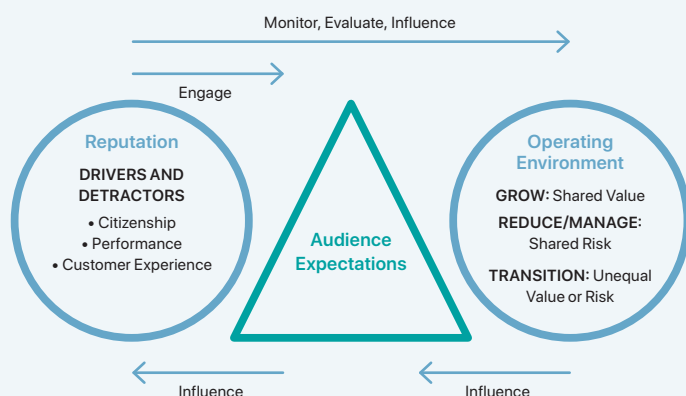 Monitor, Evaluate, Influence
Engage
Reputation
DRIVERS AND
DETRACTORS
• Citizenship
• Performance
• Customer Experience
Audience
Expectations
Operating
Environment
GROW: Shared Value
REDUCE/MANAGE:
Shared Risk
TRANSITION: Unequal
Value or Risk
Influence
Influence